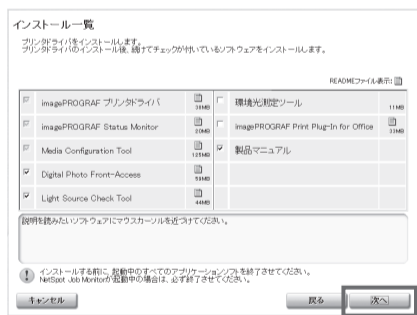 インストール一覧
プリンタドライバをインストールします。
プリンタドライバのインストール後、続けてチェックが付いているソフトウェアをインストールします。
READMEファイル表示:
imagePROGRAF プリンタドライバ 38MB
環境光測定ツール 11MB
imagePROGRAF Status Monitor 20MB
imagePROGRAF Print Plug-In for Office 33MB
Media Configuration Tool 125MB
製品マニュアル
Digital Photo Front-Access 59MB
Light Source Check Tool 44MB
説明を読みたいソフトウェアにマウスカーソルを近づけてください。
インストールする前に、起動中のすべてのアプリケーションソフトを終了させてください。
NetSpot Job Monitorが起動中の場合は、必ず終了させてください。
キャンセル 戻る 次へ